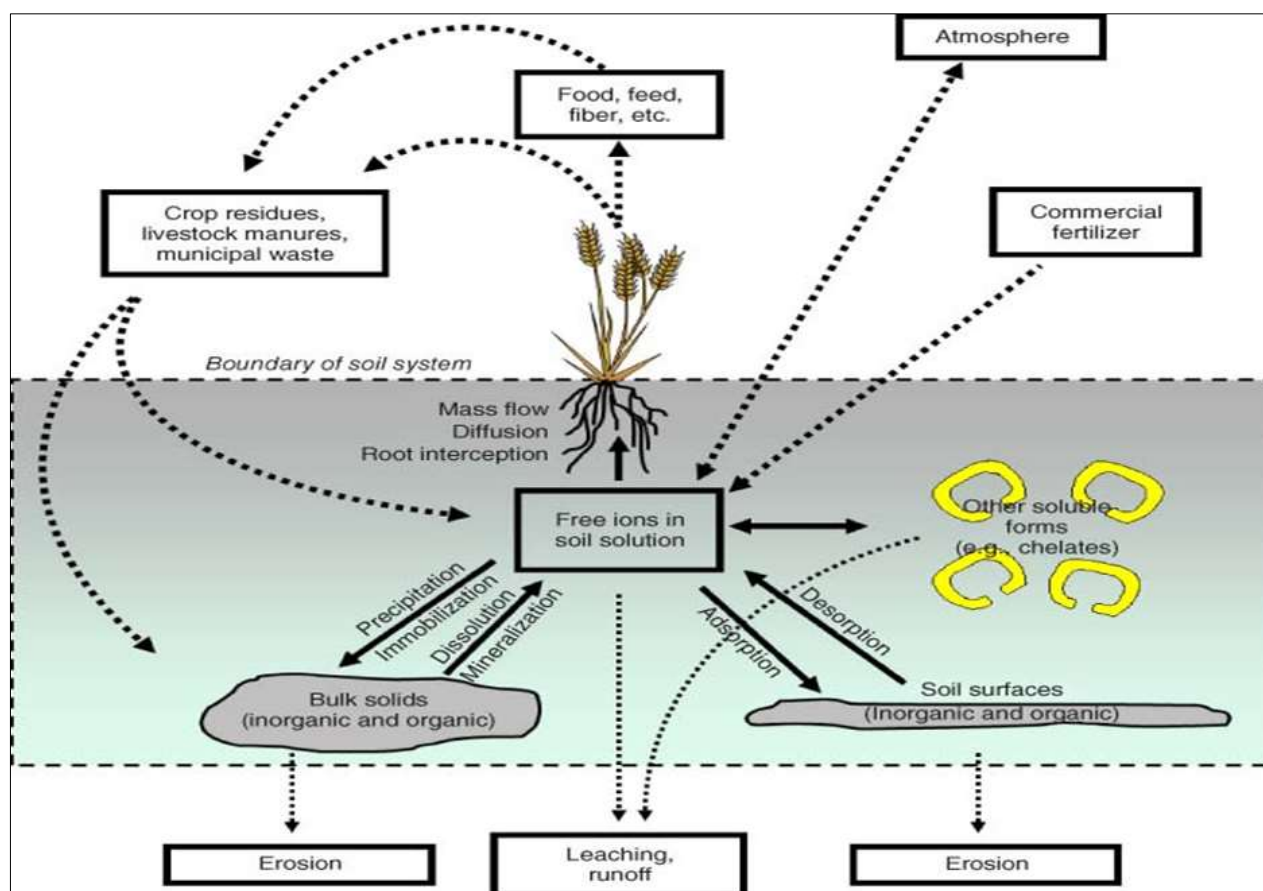 Atmosphere
Food, feed,
fiber, etc.
Crop residues,
livestock manures,
municipal waste
Commercial
fertilizer
Boundary of soil system
Mass flow
Diffusion
Root interception
Free ions in
soil solution
Other soluble
forms
(e.g., chelates)
Precipitation
Immobilization
Dissolution
Mineralization
Adsorption
Desorption
Bulk solids
(inorganic and organic)
Soil surfaces
(Inorganic and organic)
Erosion
Leaching,
runoff
Erosion